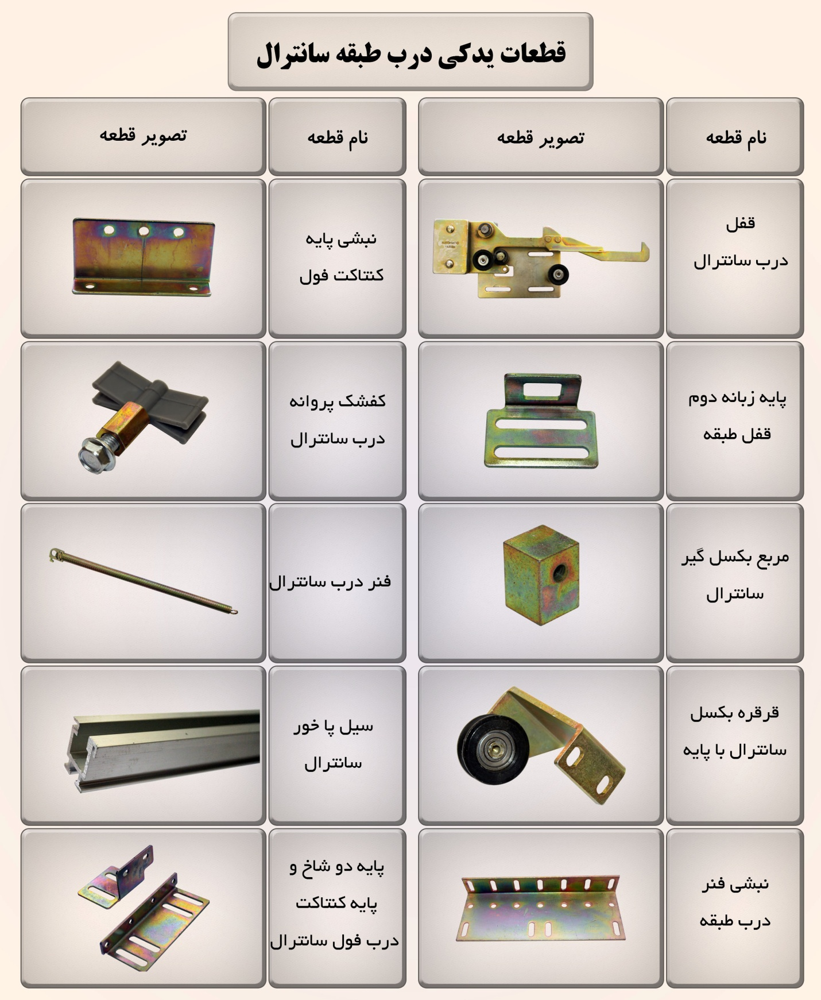 قطعات یدکی درب طبقه سانترال
نام قطعه
تصویر قطعه
نام قطعه
تصویر قطعه
قفل
درب سانترال
AUTOMATIC
YARAN
نبشی پایه
کنتاکت فول
پایه زبانه دوم
قفل طبقه
کفشک پروانه
درب سانترال
مربع بکسل گیر
سانترال
فنر درب سانترال
قرقره بکسل
سانترال با پایه
سیل پا خور
سانترال
نبشی فنر
درب طبقه
پایه دو شاخ و
پایه کنتاکت
درب فول سانترال